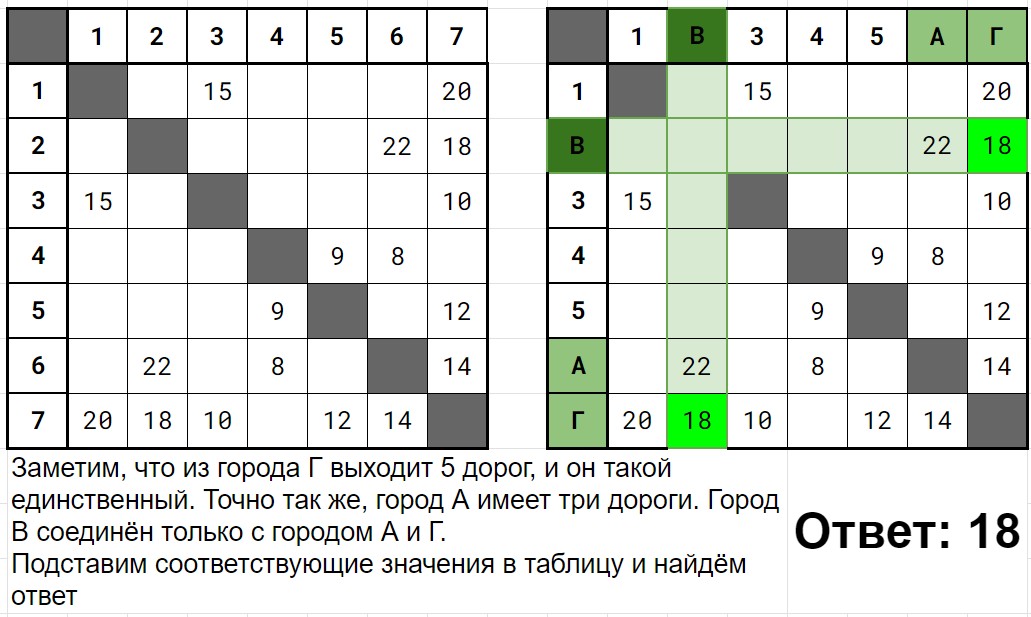 1 2 3 4 5 6 7
1 15 20
2 22 18
3 15 10
4 9 8
5 9 12
6 22 8 14
7 20 18 10 12 14
1 В 3 4 5 А Г
1 15 20
В 22 18
3 15 10
4 9 8
5 9 12
А 22 8 14
Г 20 18 10 12 14
Заметим, что из города Г выходит 5 дорог, и он такой
единственный. Точно так же, город А имеет три дороги. Город
В соединён только с городом А и Г.
Подставим соответствующие значения в таблицу и найдём
ответ
Ответ: 18